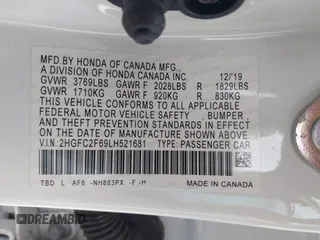 MFD. BY HONDA OF CANADA MFG.,
A DIVISION OF HONDA CANADA INC. 12/19
GVWR 3769LBS GAWR F 2028LBS R 1829LBS
GVWR 1710KG GAWR F 920KG R 830KG
THIS VEHICLE CONFORMS TO ALL APPLICABLE
FEDERAL MOTOR VEHICLE SAFETY, BUMPER,
AND THEFT PREVENTION STANDARDS IN EFFECT
ON THE DATE OF MANUFACTURE SHOWN ABOVE.
V.I.N: 2HGFC2F69LH521681 TYPE: PASSENGER CAR
TBD L AF6 -NH883PX -F -H
MADE IN CANADA
DREAMBID